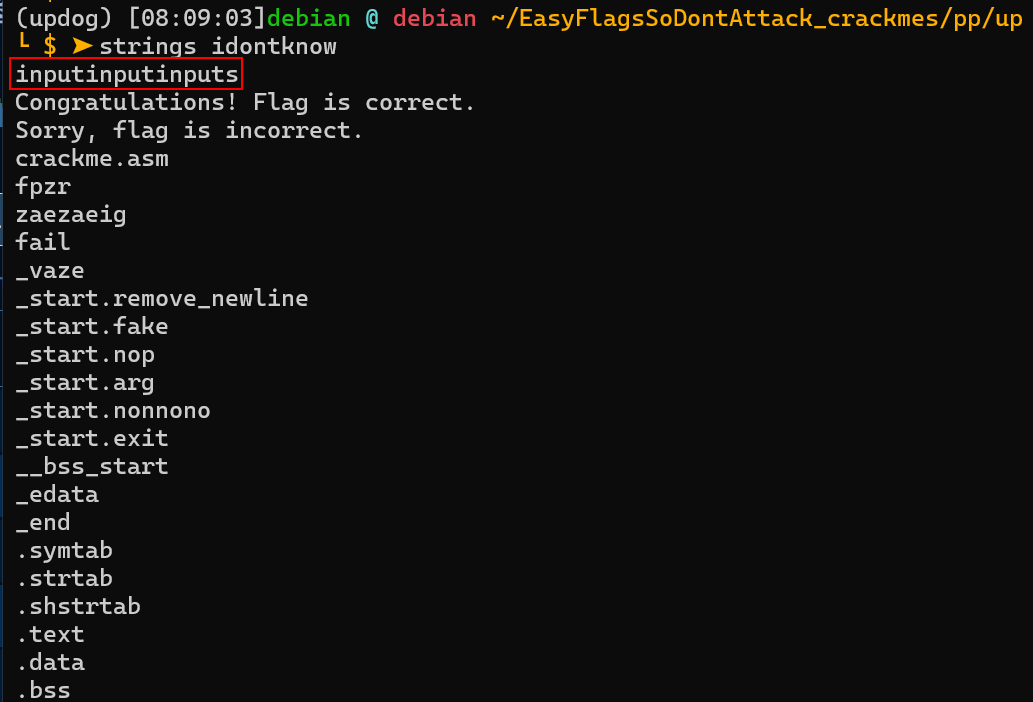 (updog) [08:09:03]debian @ debian ~/EasyFlagsSoDontAttack_crackmes/pp/up
└ $ ➤ strings idontknow
inputinputinputs
Congratulations! Flag is correct.
Sorry, flag is incorrect.
crackme.asm
fpzr
zaezaeig
fail
_vaze
_start.remove_newline
_start.fake
_start.nop
_start.arg
_start.nonnono
_start.exit
__bss_start
_edata
_end
.symtab
.strtab
.shstrtab
.text
.data
.bss